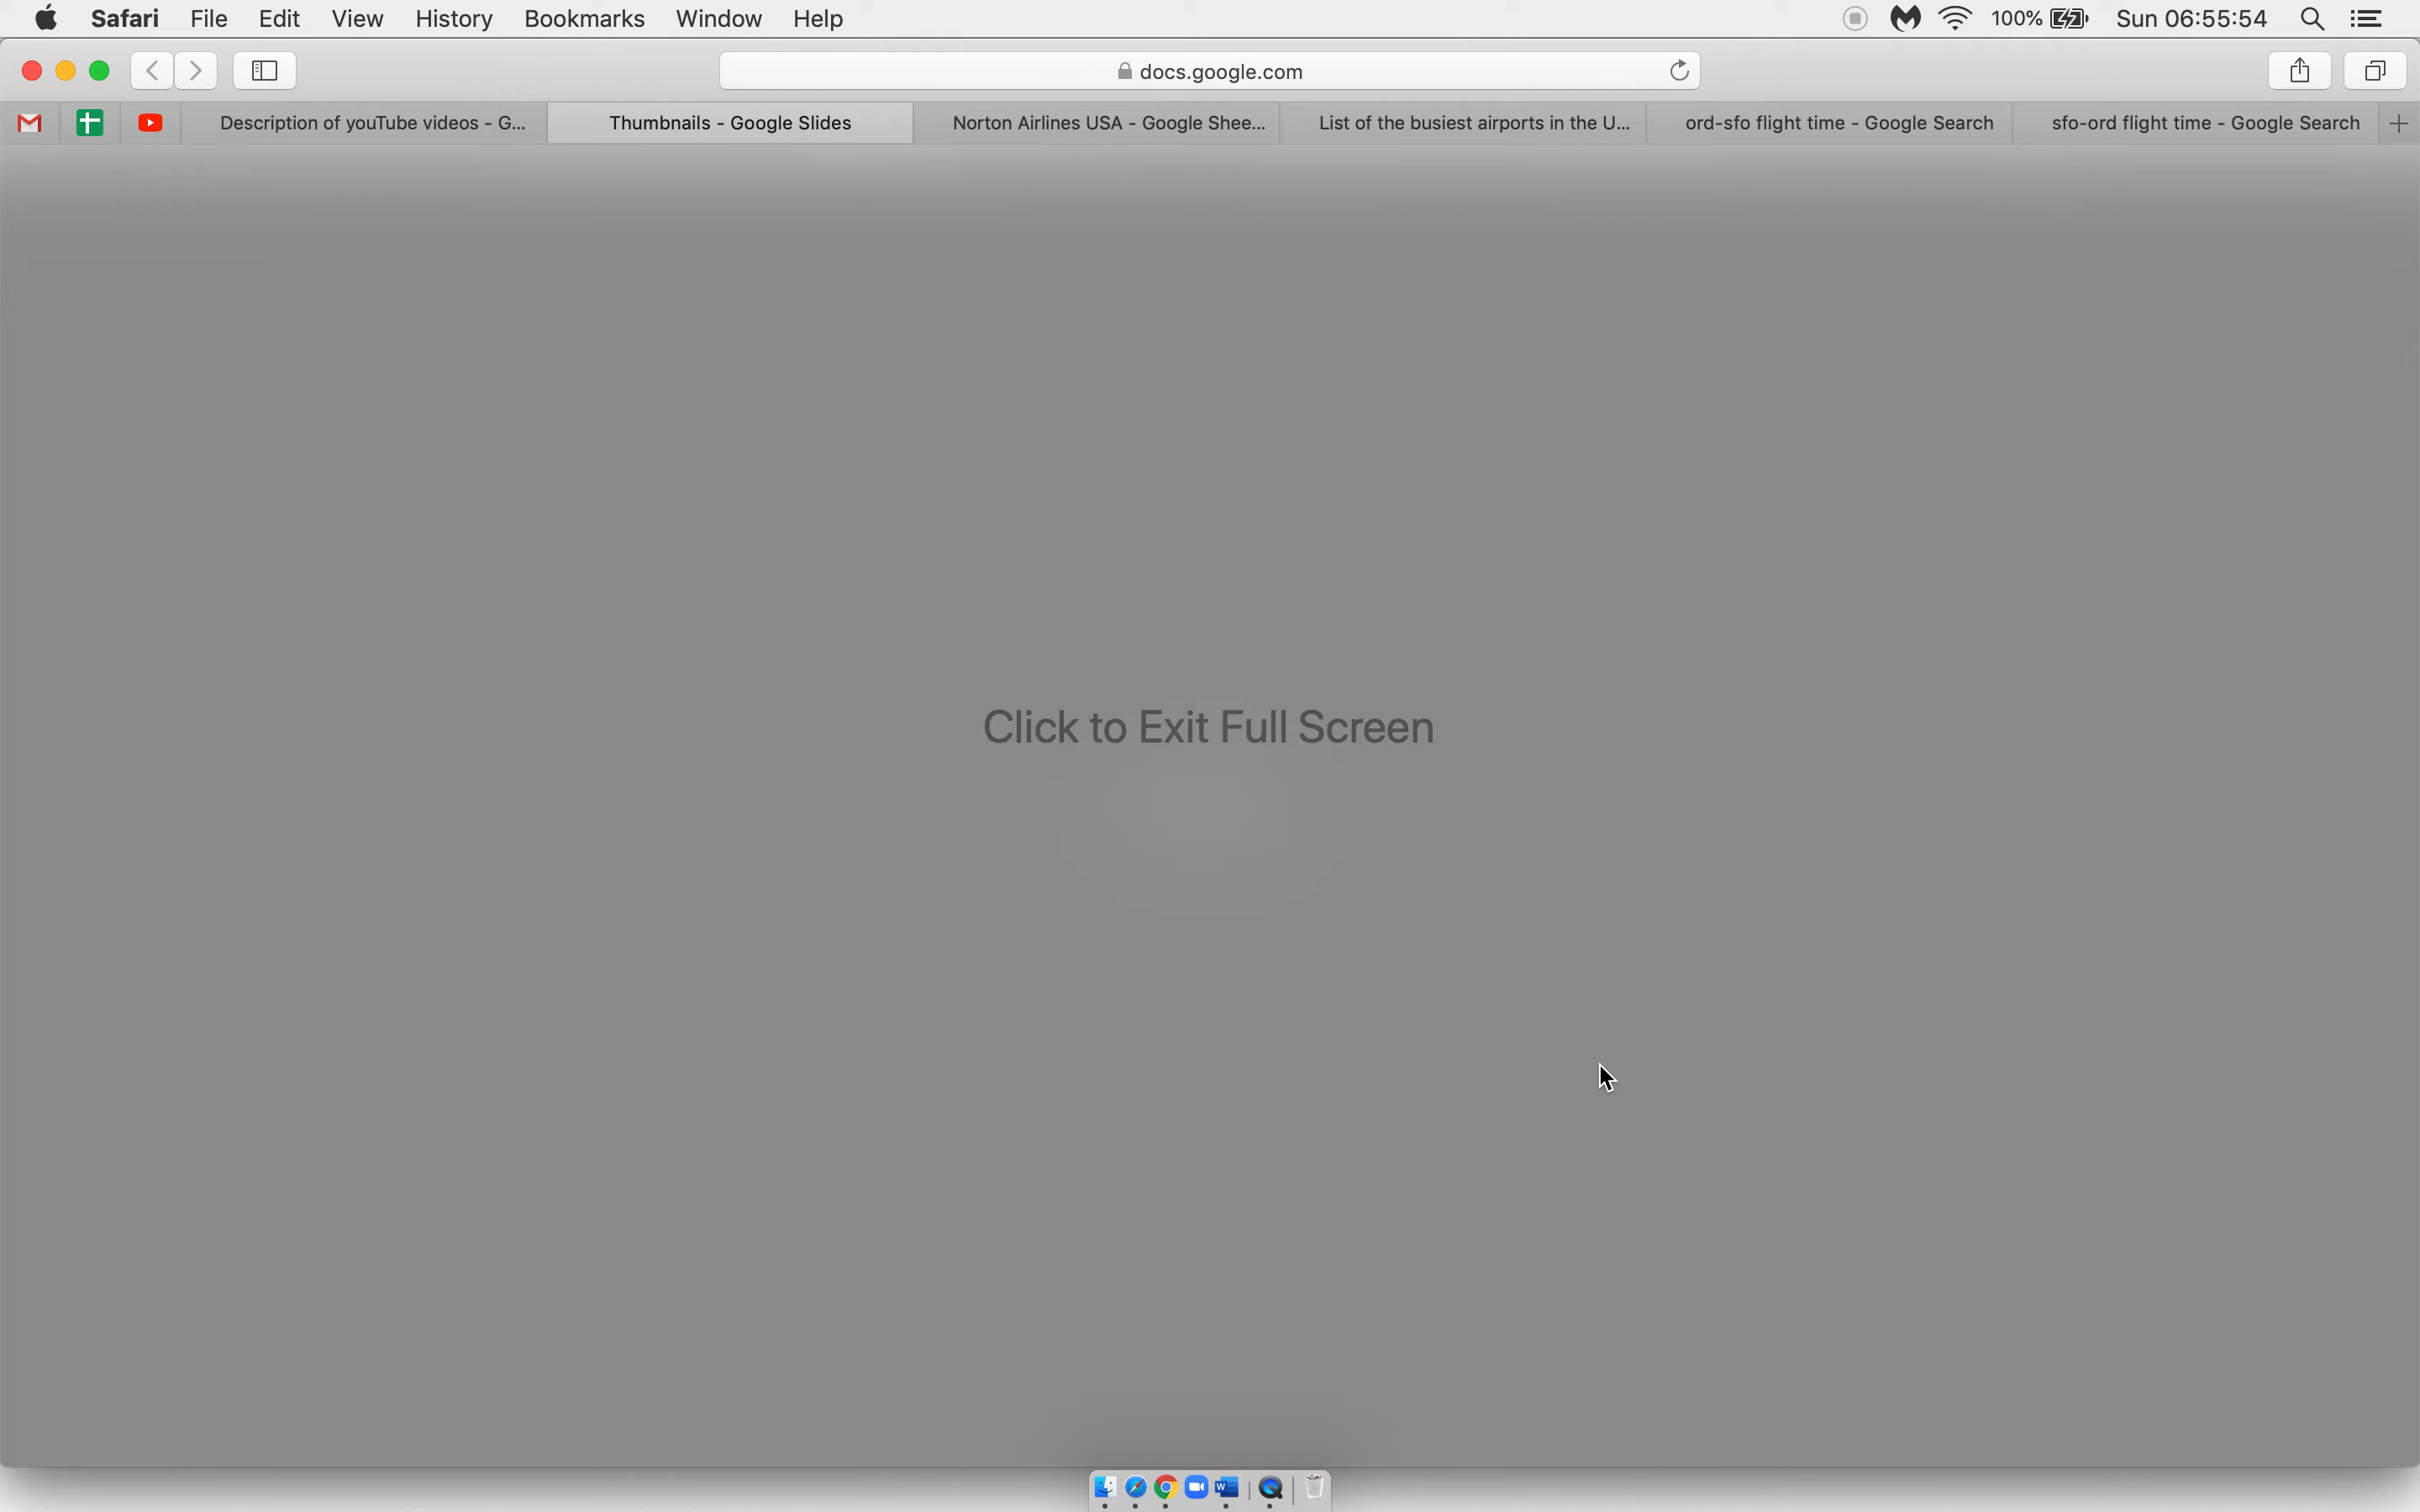 Safari File Edit View History Bookmarks Window Help 100% Sun 06:55:54
docs.google.com
Description of youTube videos - G... Thumbnails - Google Slides Norton Airlines USA - Google Shee... List of the busiest airports in the U... ord-sfo flight time - Google Search sfo-ord flight time - Google Search
Click to Exit Full Screen